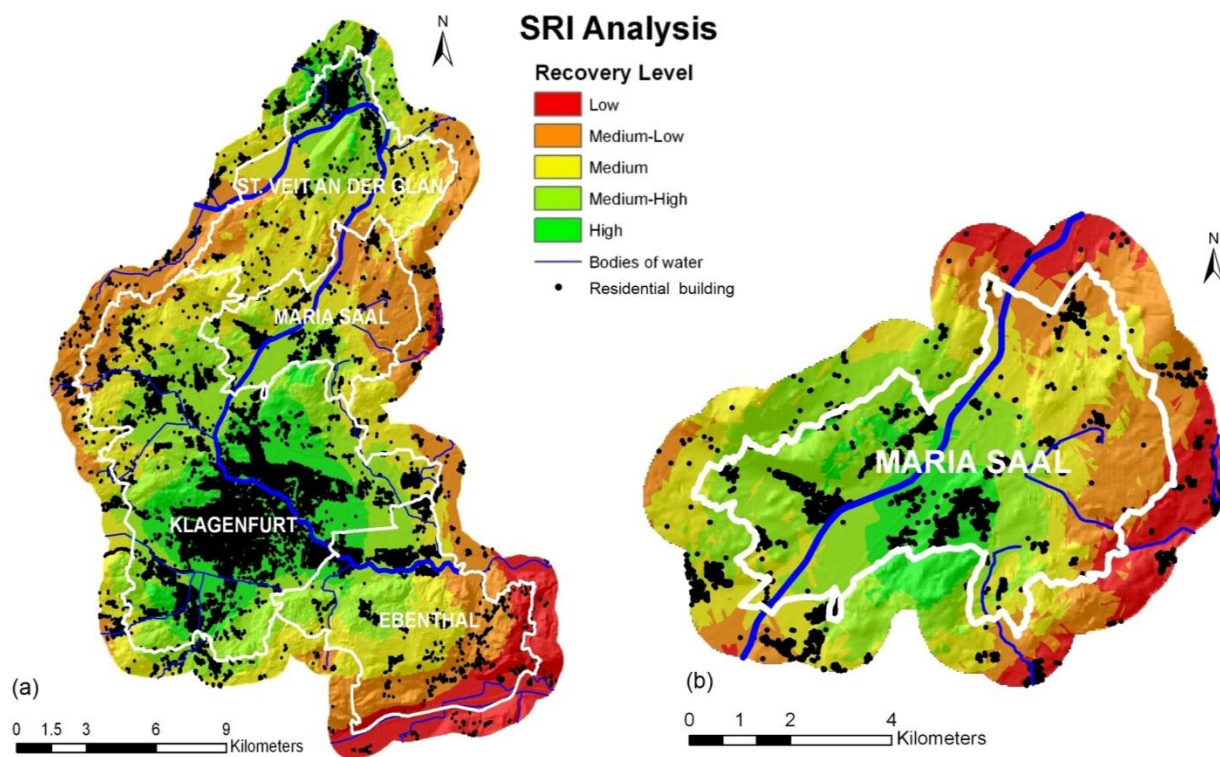 SRI Analysis
Recovery Level
Low
Medium-Low
Medium
Medium-High
High
Bodies of water
Residential building
N
ST. VEIT AN DER GLAN
MARIA SAAL
KLAGENFURT
EBENTHAL
(a)
0 1.5 3 6 9
Kilometers
N
MARIA SAAL
(b)
0 1 2 4
Kilometers